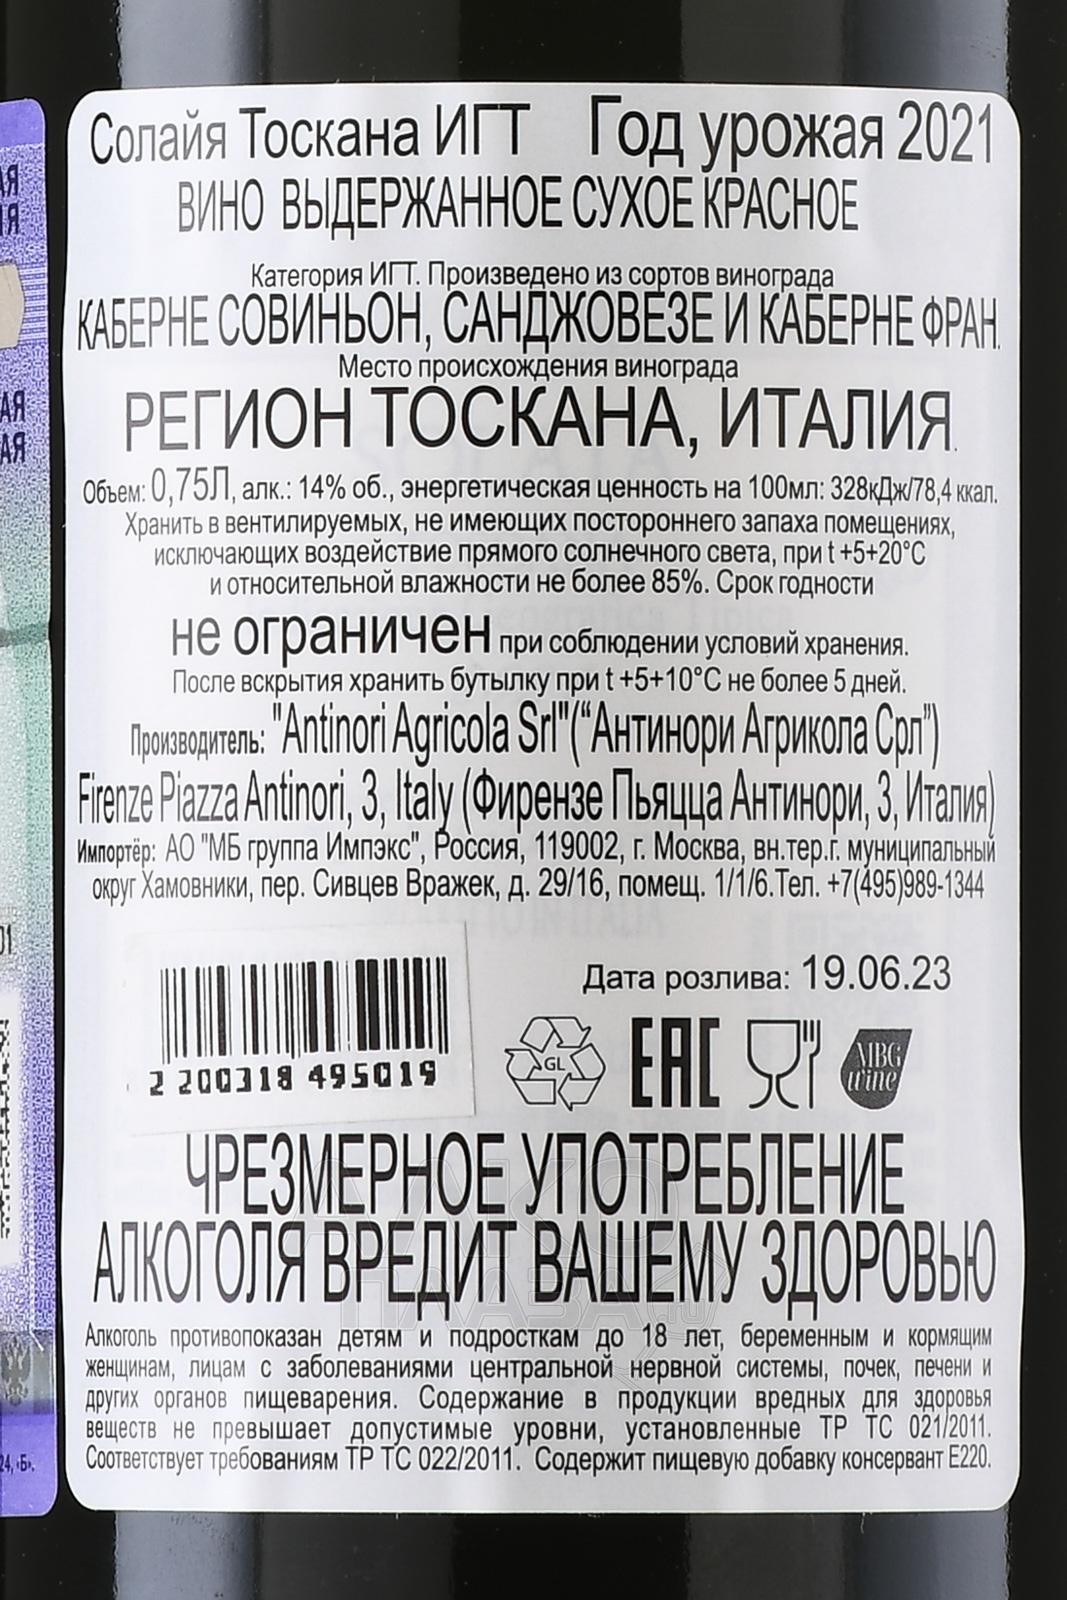 Солайя Тоскана ИГТ Год урожая 2021
ВИНО ВЫДЕРЖАННОЕ СУХОЕ КРАСНОЕ
Категория ИГТ. Произведено из сортов винограда
КАБЕРНЕ СОВИНЬОН, САНДЖОВЕЗЕ И КАБЕРНЕ ФРАН.
Место происхождения винограда
РЕГИОН ТОСКАНА, ИТАЛИЯ.
Объем: 0,75Л, алк.: 14% об., энергетическая ценность на 100мл: 328кДж/78,4 ккал.
Хранить в вентилируемых, не имеющих постороннего запаха помещениях,
исключающих воздействие прямого солнечного света, при t +5+20°C
и относительной влажности не более 85%. Срок годности
не ограничен при соблюдении условий хранения.
После вскрытия хранить бутылку при t +5+10°C не более 5 дней.
Производитель: "Antinori Agricola Srl"(“Антинори Агрикола Срл”)
Firenze Piazza Antinori, 3, Italy (Фирензе Пьяцца Антинори, 3, Италия)
Импортёр: АО "МБ группа Импэкс", Россия, 119002, г. Москва, вн.тер.г. муниципальный
округ Хамовники, пер. Сивцев Вражек, д. 29/16, помещ. 1/1/6.Тел. +7(495)989-1344
Дата розлива: 19.06.23
2 200318 495019
GL
EAC
MBG
wine
ЧРЕЗМЕРНОЕ УПОТРЕБЛЕНИЕ
АЛКОГОЛЯ ВРЕДИТ ВАШЕМУ ЗДОРОВЬЮ
Алкоголь противопоказан детям и подросткам до 18 лет, беременным и кормящим
женщинам, лицам с заболеваниями центральной нервной системы, почек, печени и
других органов пищеварения. Содержание в продукции вредных для здоровья
веществ не превышает допустимые уровни, установленные ТР ТС 021/2011.
Соответствует требованиям ТР ТС 022/2011. Содержит пищевую добавку консервант Е220.